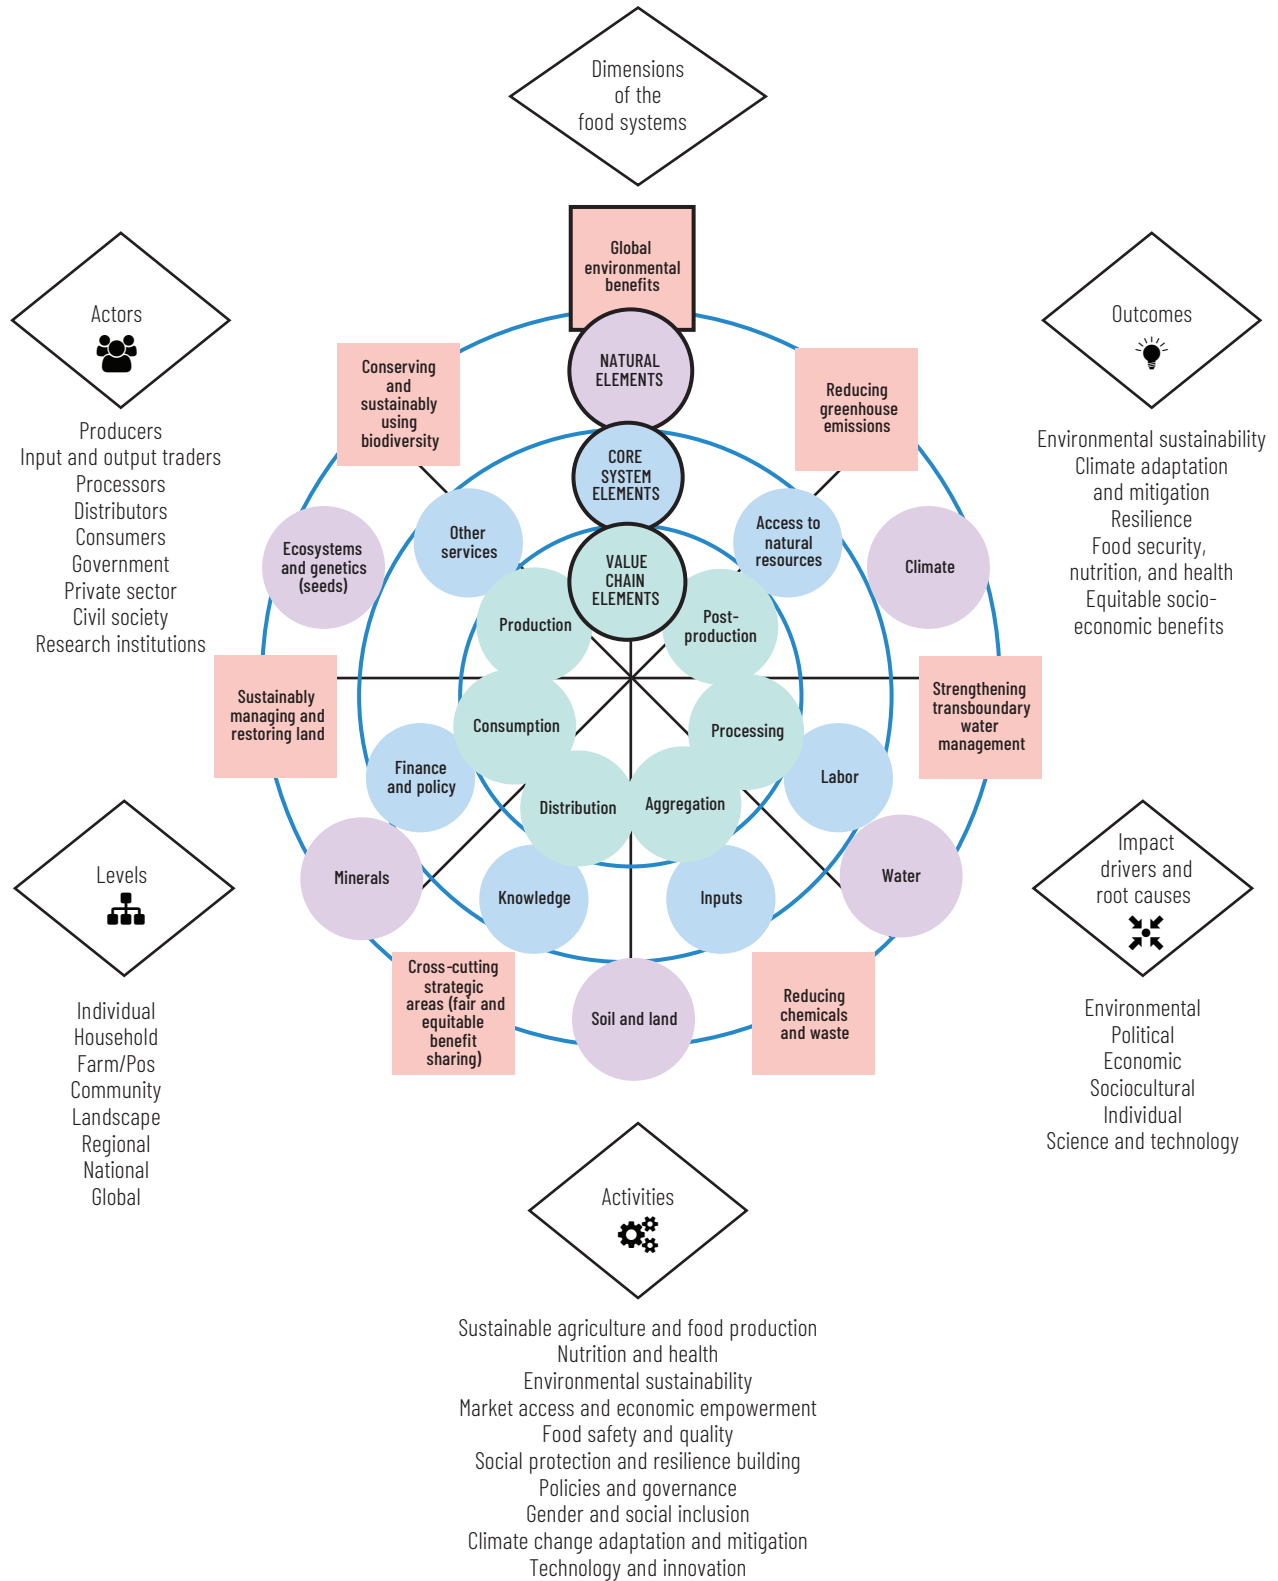 Dimensions
of the
food systems
Global
environmental
benefits
NATURAL
ELEMENTS
CORE
SYSTEM
ELEMENTS
VALUE
CHAIN
ELEMENTS
Actors
Producers
Input and output traders
Processors
Distributors
Consumers
Government
Private sector
Civil society
Research institutions
Outcomes
Environmental sustainability
Climate adaptation
and mitigation
Resilience
Food security,
nutrition, and health
Equitable socio-
economic benefits
Conserving
and
sustainably
using
biodiversity
Reducing
greenhouse
emissions
Other
services
Access to
natural
resources
Ecosystems
and genetics
(seeds)
Climate
Production
Post-
production
Sustainably
managing and
restoring land
Strengthening
transboundary
water
management
Consumption
Processing
Finance
and policy
Labor
Distribution
Aggregation
Minerals
Water
Knowledge
Inputs
Cross-cutting
strategic
areas (fair and
equitable
benefit
sharing)
Soil and land
Reducing
chemicals
and waste
Levels
Individual
Household
Farm/Pos
Community
Landscape
Regional
National
Global
Impact
drivers and
root causes
Environmental
Political
Economic
Sociocultural
Individual
Science and technology
Activities
Sustainable agriculture and food production
Nutrition and health
Environmental sustainability
Market access and economic empowerment
Food safety and quality
Social protection and resilience building
Policies and governance
Gender and social inclusion
Climate change adaptation and mitigation
Technology and innovation